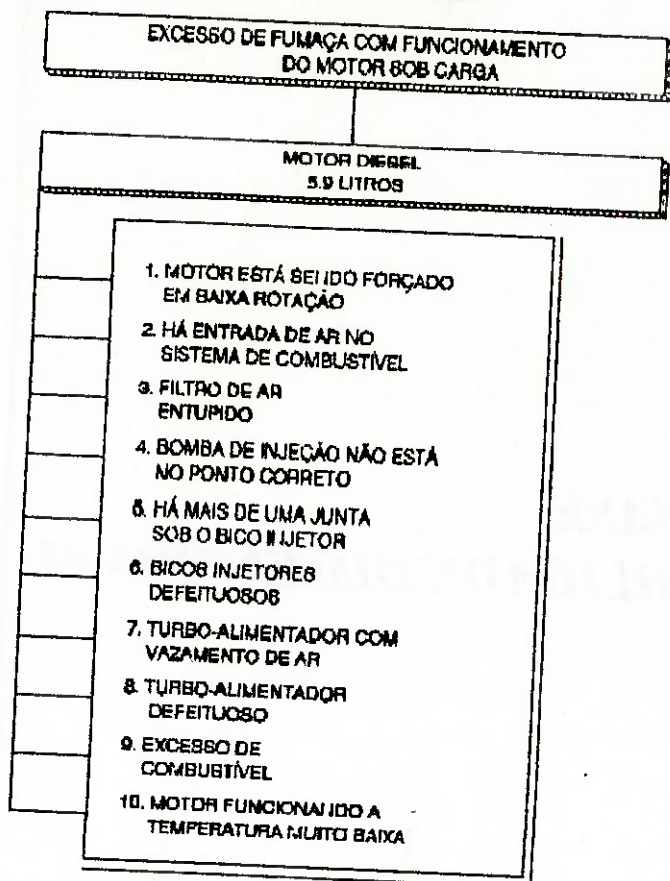 EXCESSO DE FUMAÇA COM FUNCIONAMENTO
DO MOTOR SOB CARGA
MOTOR DIESEL
5.9 LITROS
1. MOTOR ESTÁ SENDO FORÇADO
EM BAIXA ROTAÇÃO
2. HÁ ENTRADA DE AR NO
SISTEMA DE COMBUSTÍVEL
3. FILTRO DE AR
ENTUPIDO
4. BOMBA DE INJEÇÃO NÃO ESTÁ
NO PONTO CORRETO
5. HÁ MAIS DE UMA JUNTA
SOB O BICO INJETOR
6. BICOS INJETORES
DEFEITUOSOS
7. TURBO-ALIMENTADOR COM
VAZAMENTO DE AR
8. TURBO-ALIMENTADOR
DEFEITUOSO
9. EXCESSO DE
COMBUSTÍVEL
10. MOTOR FUNCIONANDO A
TEMPERATURA MUITO BAIXA